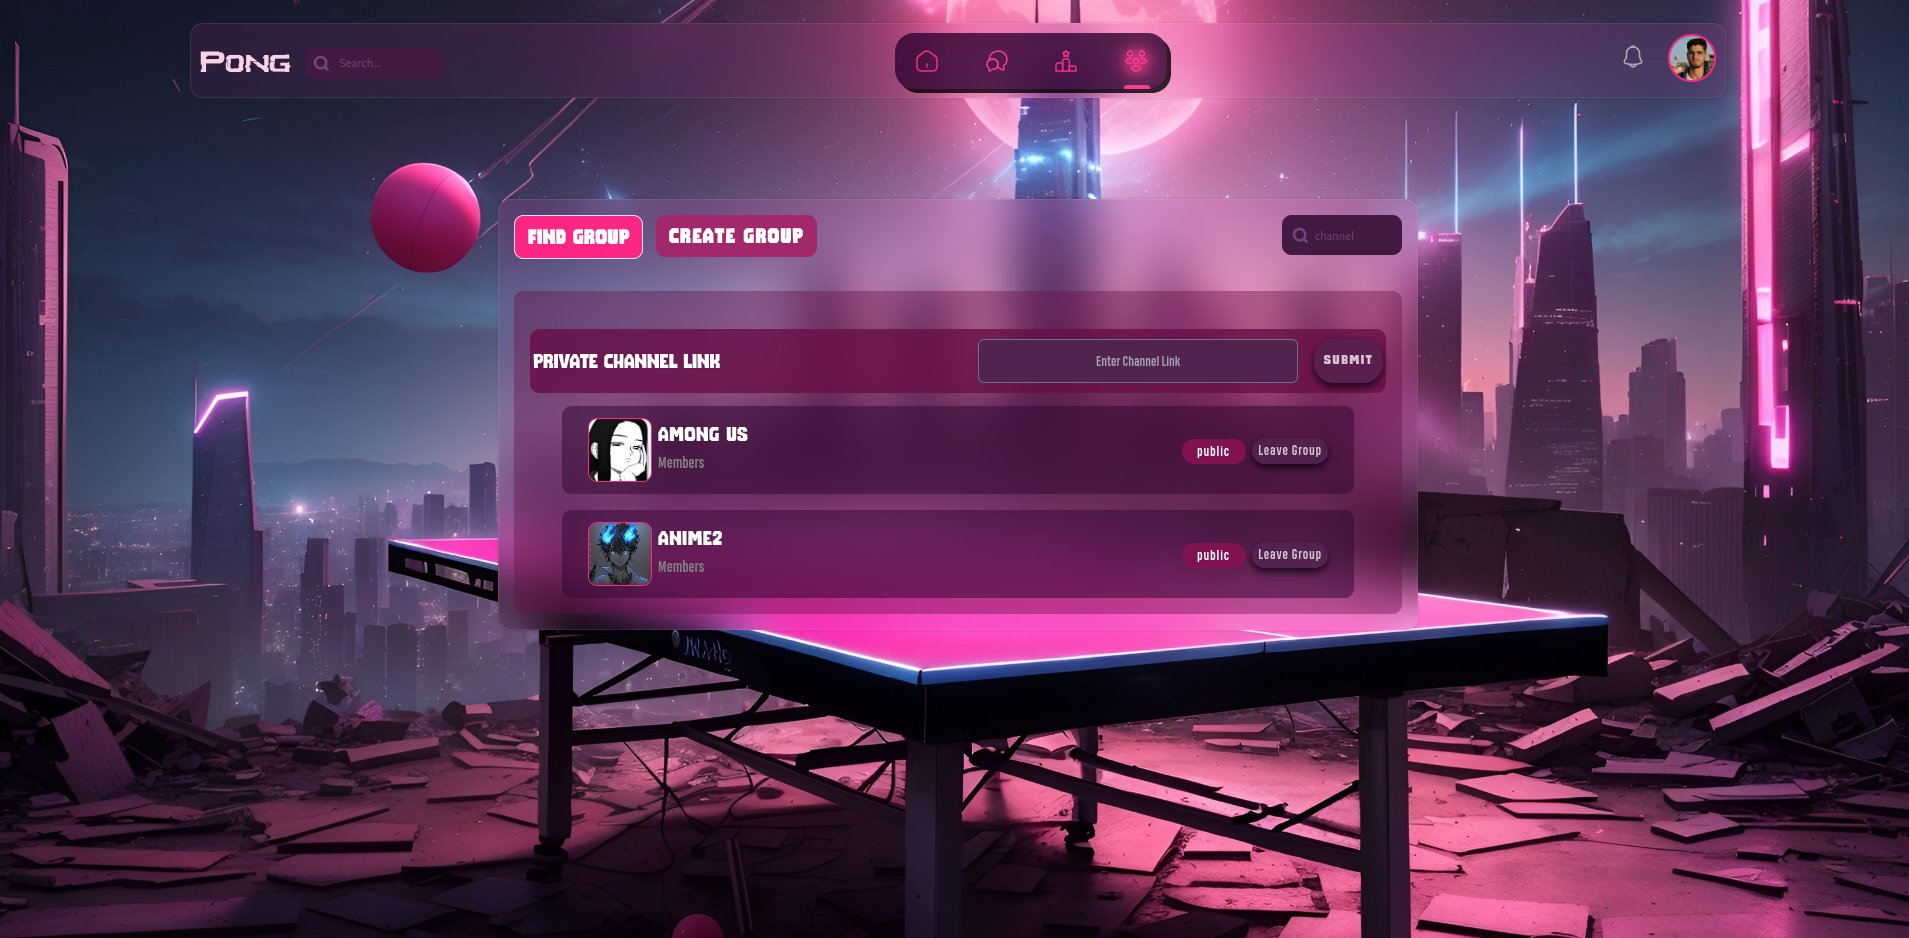 PONG
Search...
FIND GROUP
CREATE GROUP
channel
PRIVATE CHANNEL LINK
Enter Channel Link
SUBMIT
AMONG US
Members
public
Leave Group
ANIME2
Members
public
Leave Group